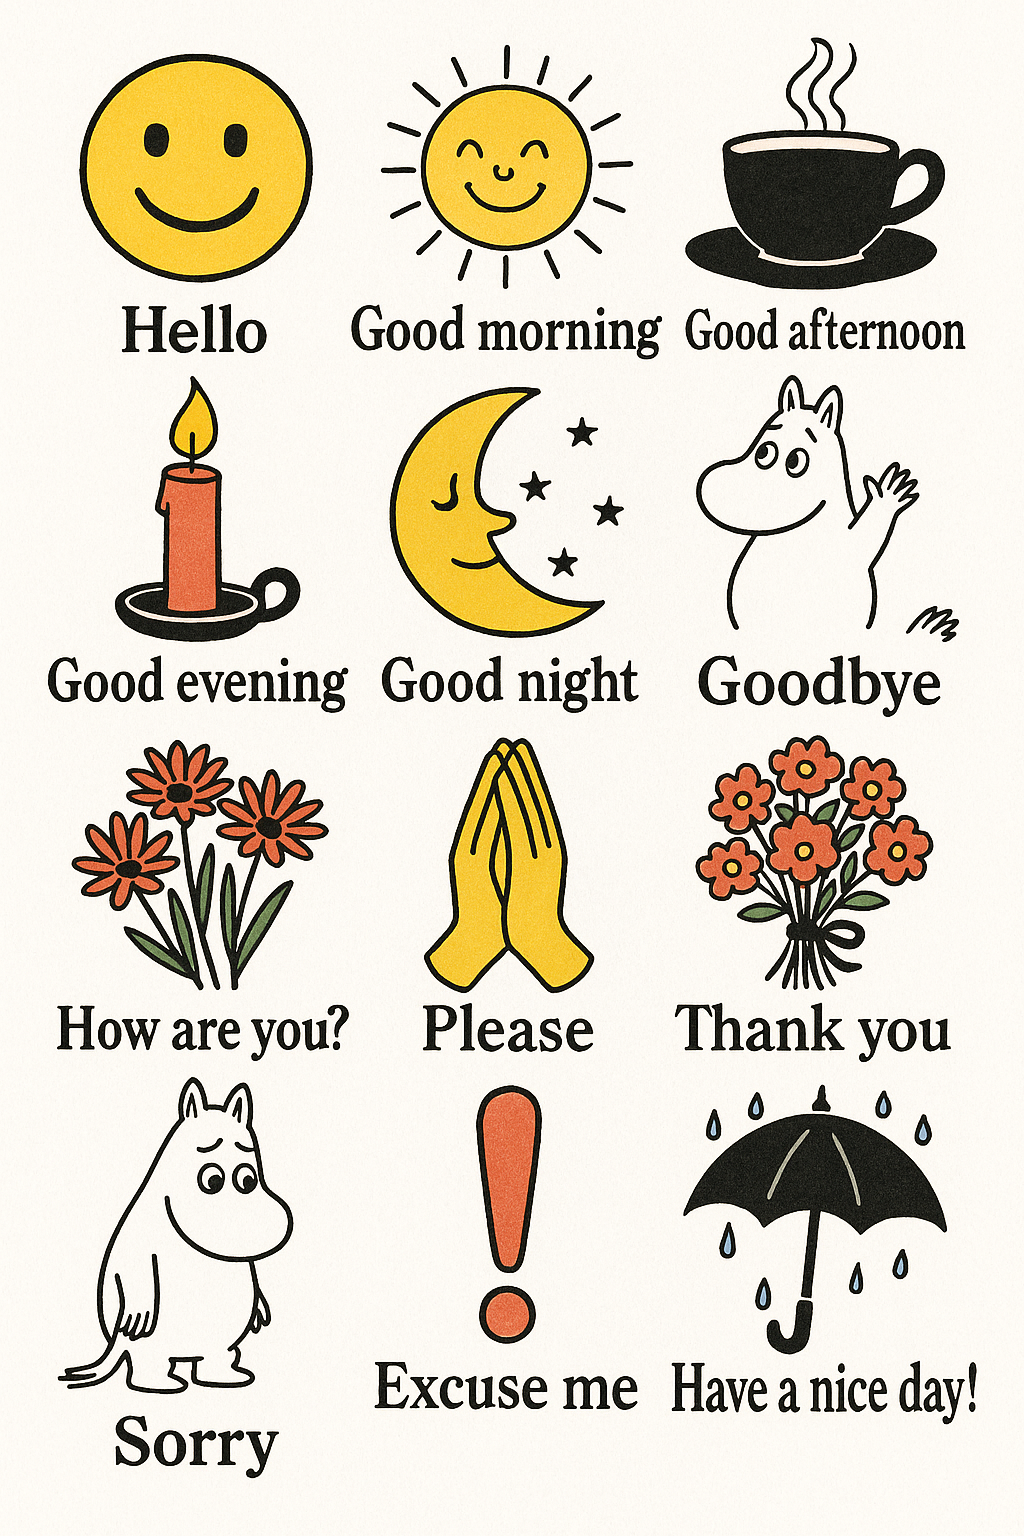 Hello
Good morning
Good afternoon
Good evening
Good night
Goodbye
How are you?
Please
Thank you
Sorry
Excuse me
Have a nice day!